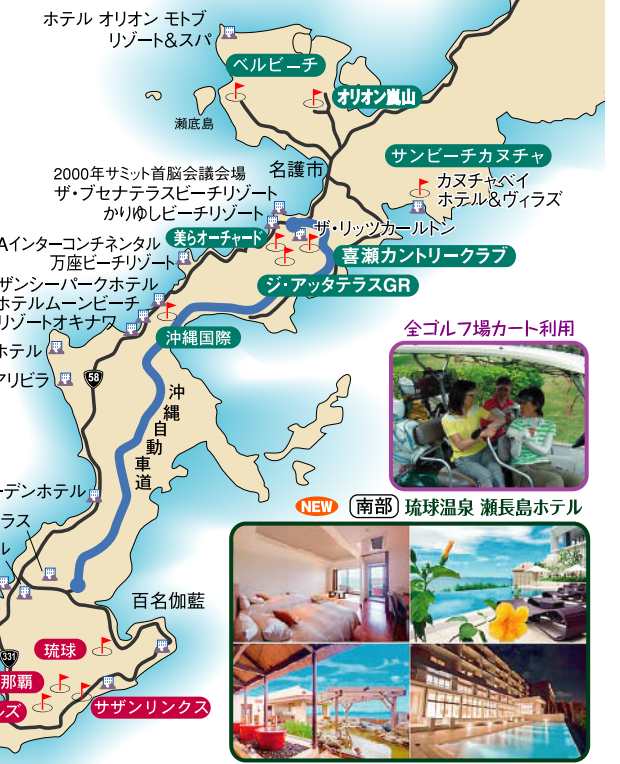 ホテル オリオン モトブ
リゾート&スパ
ベルビーチ
オリオン嵐山
瀬底島
サンビーチカヌチャ
2000年サミット首脳会議会場
名護市
カヌチャベイ
ホテル&ヴィラズ
ザ・ブセナテラスビーチリゾート
かりゆしビーチリゾート
ザ・リッツカールトン
美らオーチャード
Aインターコンチネンタル
万座ビーチリゾート
喜瀬カントリークラブ
ザンシーパークホテル
ジ・アッタテラスGR
ホテルムーンビーチ
リゾートオキナワ
全ゴルフ場カート利用
沖縄国際
ホテル
アリビラ
58
沖縄自動車道
ーデンホテル
NEW 南部 琉球温泉 瀬長島ホテル
ラス
ル
百名伽藍
琉球
331
那覇
ルズ
サザンリンクス